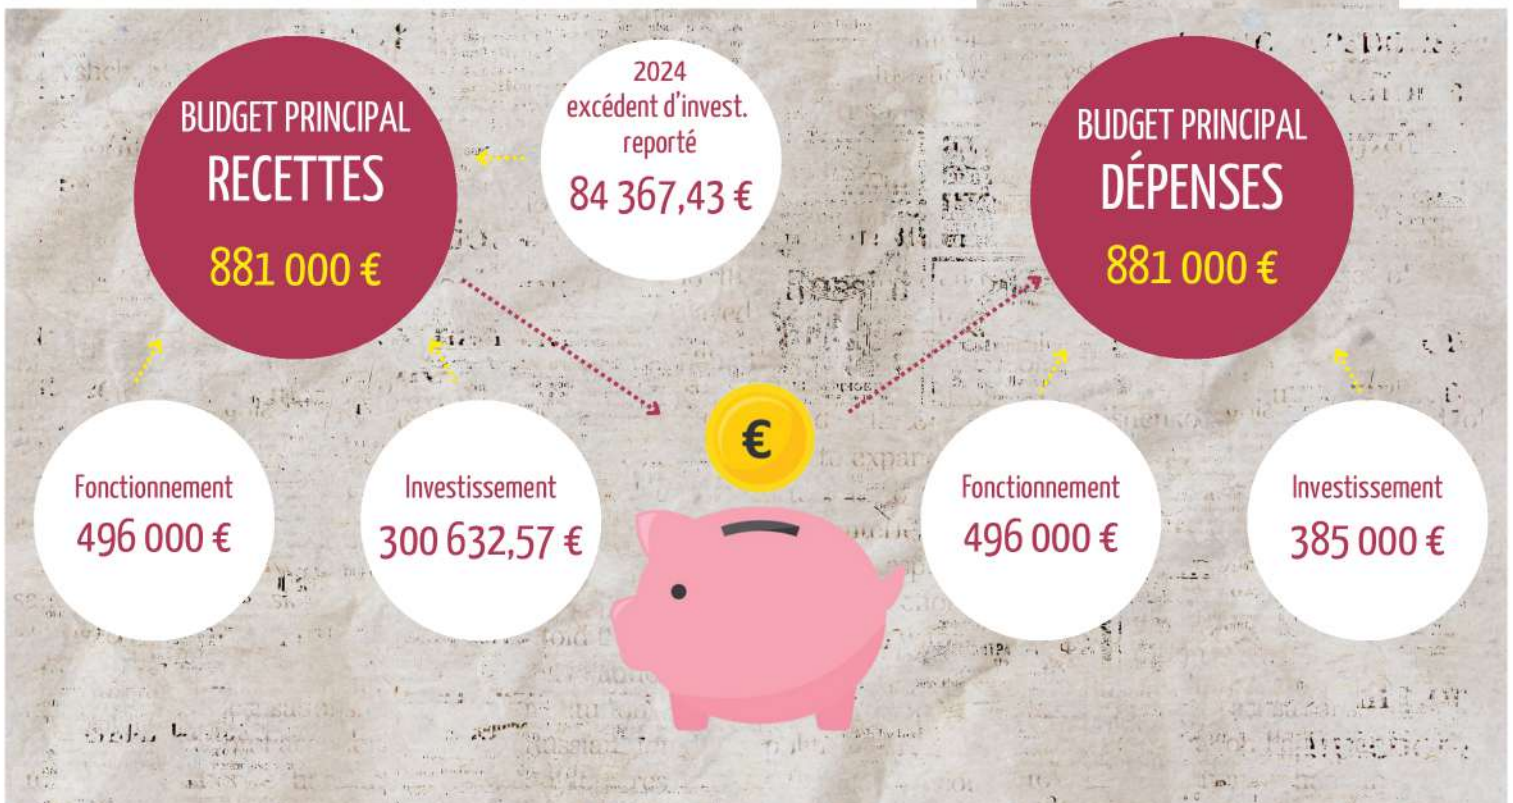 BUDGET PRINCIPAL
RECETTES
881 000 €
2024
excédent d'invest.
reporté
84 367,43 €
BUDGET PRINCIPAL
DÉPENSES
881 000 €
Fonctionnement
496 000 €
Investissement
300 632,57 €
€
Fonctionnement
496 000 €
Investissement
385 000 €